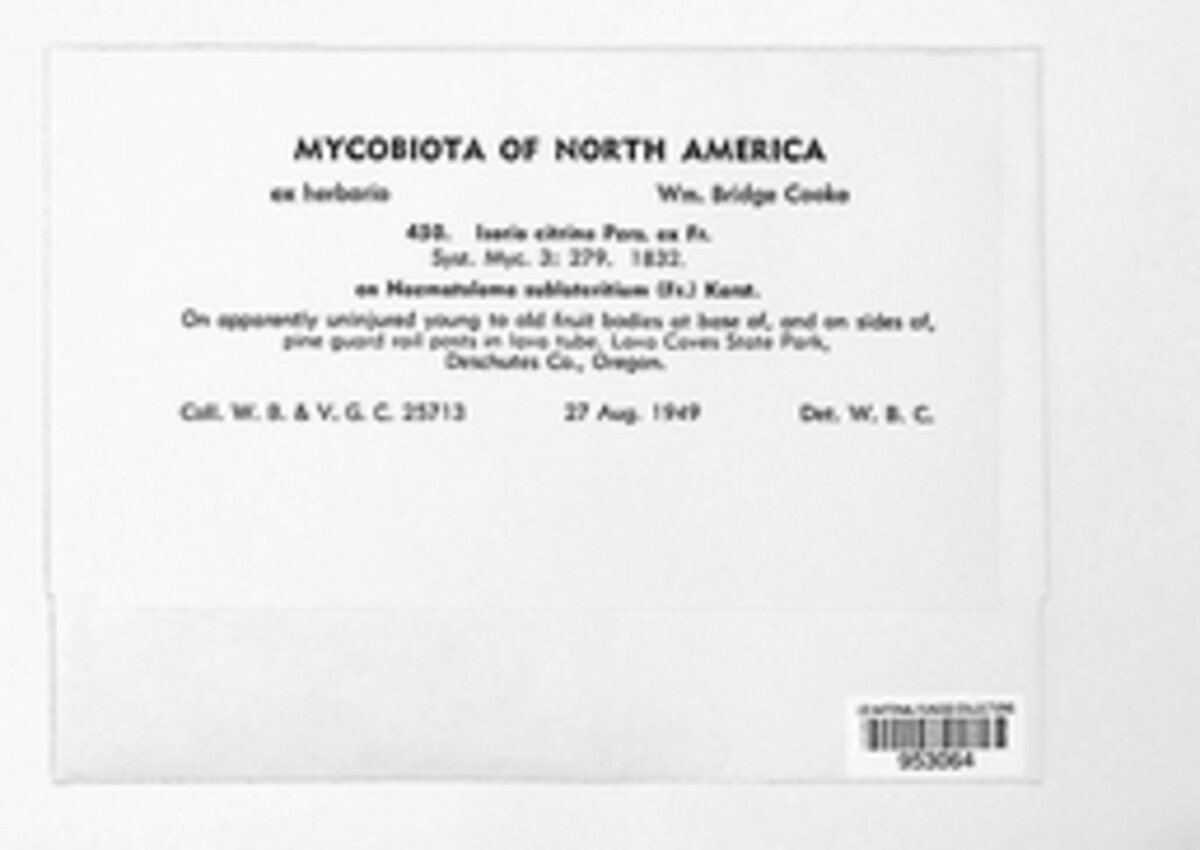 MYCOBIOTA OF NORTH AMERICA
ex herbario Wm. Bridge Cooke
450. Isaria citrina Pers. ex Fr.
Syst. Myc. 3: 279. 1832.
on Naematoloma sublateritium (Fr.) Karst.
On apparently uninjured young to old fruit bodies at base of, and on sides of,
pine guard rail posts in lava tube, Lava Caves State Park,
Deschutes Co., Oregon.
Coll. W. B. & V. G. C. 25713 27 Aug. 1949 Det. W. B. C.
953064